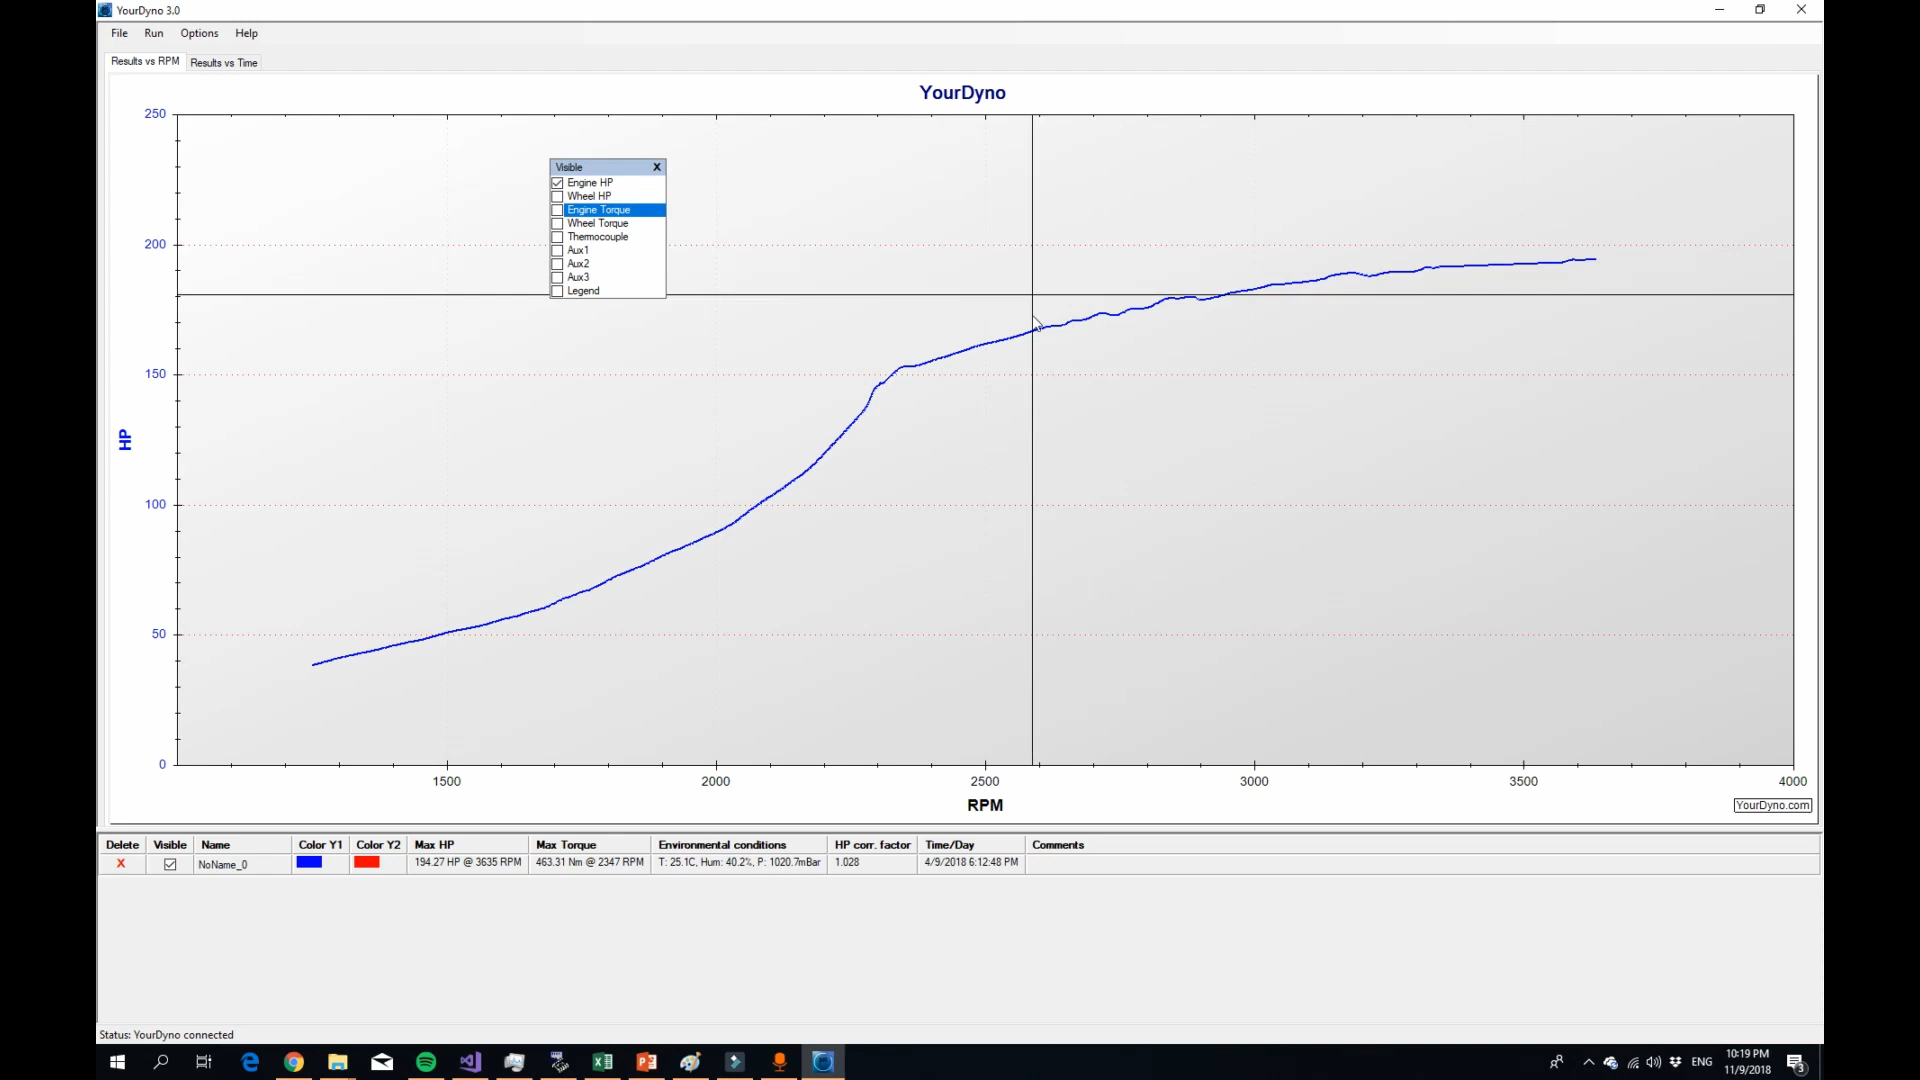 YourDyno 3.0
File Run Options Help
Results vs RPM Results vs Time
YourDyno
250
200
150
100
50
0
HP
Visible X
Engine HP
Wheel HP
Engine Torque
Wheel Torque
Thermocouple
Aux1
Aux2
Aux3
Legend
1500 2000 2500 3000 3500 4000
RPM
YourDyno.com
Delete Visible Name Color Y1 Color Y2 Max HP Max Torque Environmental conditions HP corr. factor Time/Day Comments
X NoName_0 194.27 HP @ 3635 RPM 463.31 Nm @ 2347 RPM T: 25.1C, Hum: 40.2%, P: 1020.7mBar 1.028 4/9/2018 6:12:48 PM
Status: YourDyno connected
ENG 10:19 PM
11/9/2018
3